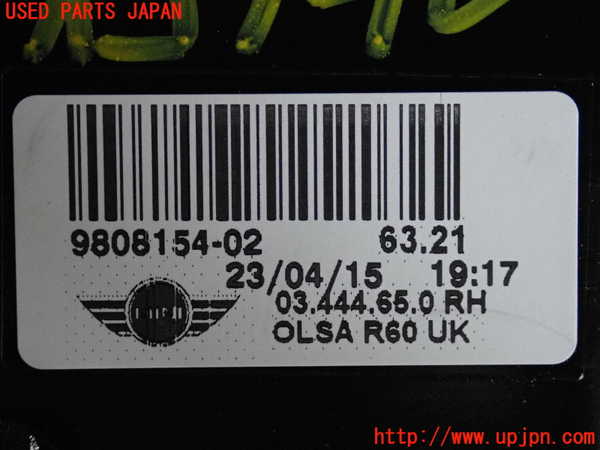 USED PARTS JAPAN
9808154-02 63.21
23/04/15 19:17
MINI
03.444.65.0 RH
OLSA R60 UK
http://www.upjpn.com/